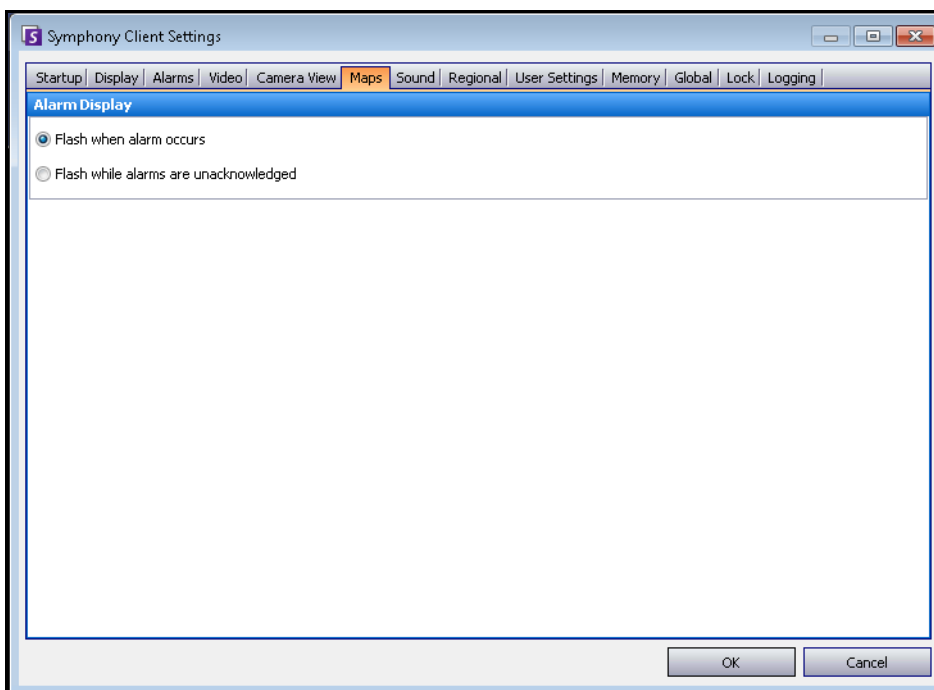 Symphony Client Settings
Startup Display Alarms Video Camera View Maps Sound Regional User Settings Memory Global Lock Logging
Alarm Display
Flash when alarm occurs
Flash while alarms are unacknowledged
OK Cancel